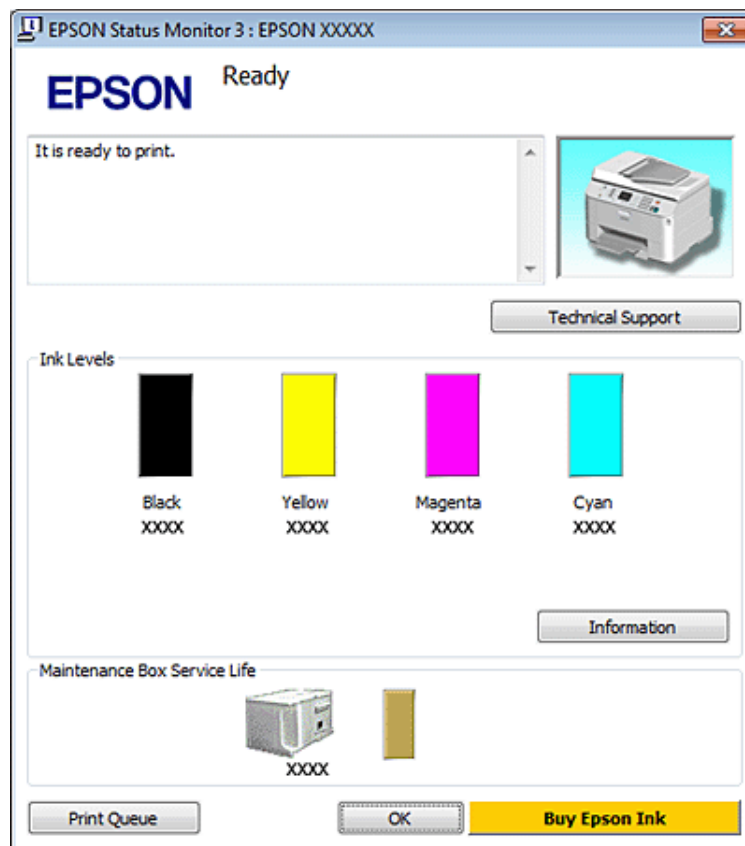 EPSON Status Monitor 3 : EPSON XXXXX
EPSON
Ready
It is ready to print.
Technical Support
Ink Levels
Black Yellow Magenta Cyan
XXXX XXXX XXXX XXXX
Information
Maintenance Box Service Life
XXXX
Print Queue OK Buy Epson Ink